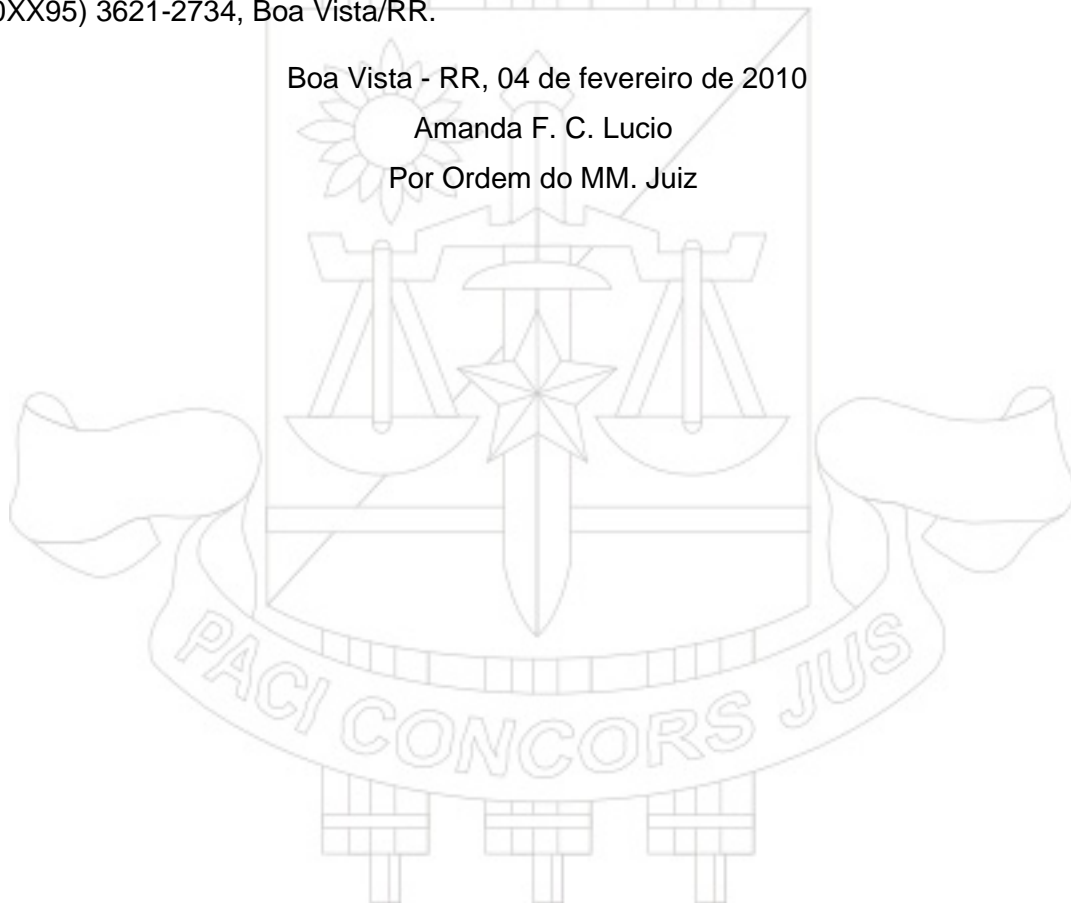 0XX95) 3621-2734, Boa Vista/RR.
Boa Vista - RR, 04 de fevereiro de 2010
Amanda F. C. Lucio
Por Ordem do MM. Juiz
PACI CONCORS JUS